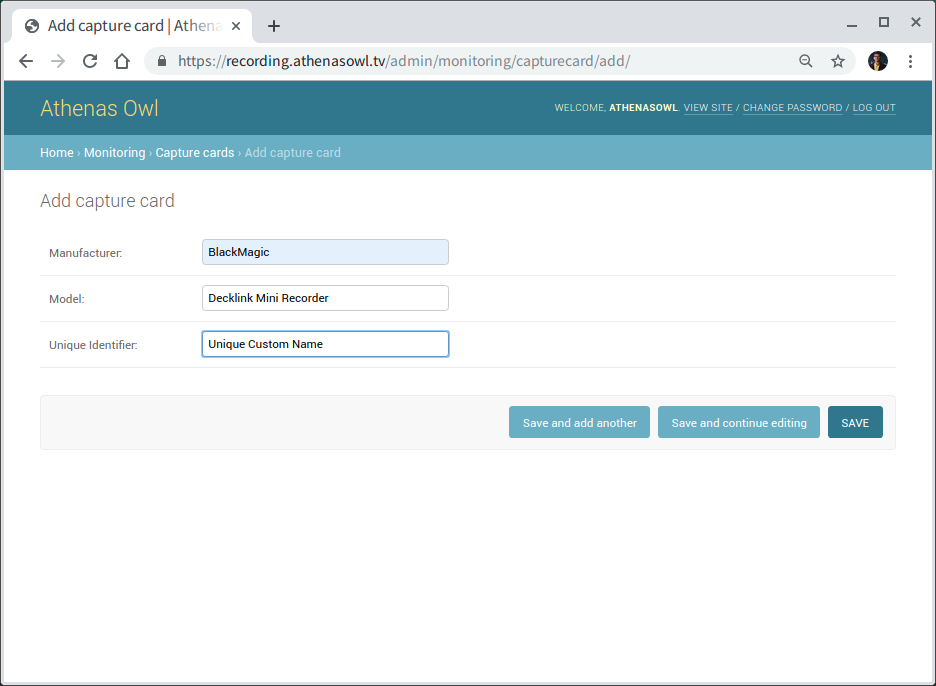 Add capture card | Athena
https://recording.athenasowl.tv/admin/monitoring/capturecard/add/
Athenas Owl
WELCOME, ATHENASOWL. VIEW SITE / CHANGE PASSWORD / LOG OUT
Home › Monitoring › Capture cards › Add capture card
Add capture card
Manufacturer: BlackMagic
Model: Decklink Mini Recorder
Unique Identifier: Unique Custom Name
Save and add another Save and continue editing SAVE